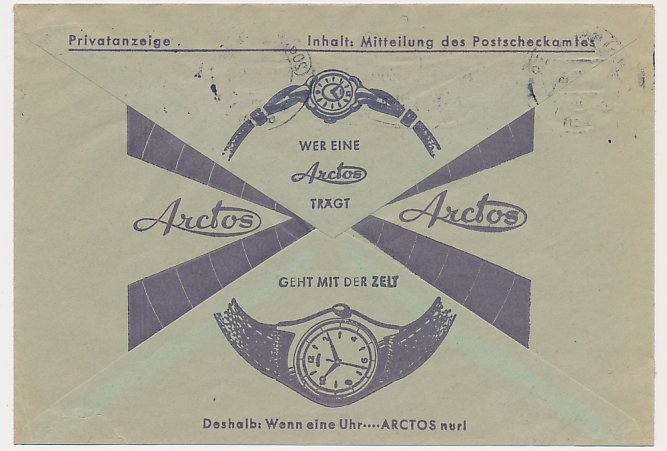 Privatanzeige
Inhalt: Mitteilung des Postscheckamtes
WER EINE
Arctos
TRÄGT
Arctos
Arctos
GEHT MIT DER ZEIT
Deshalb: Wenn eine Uhr....ARCTOS nur!